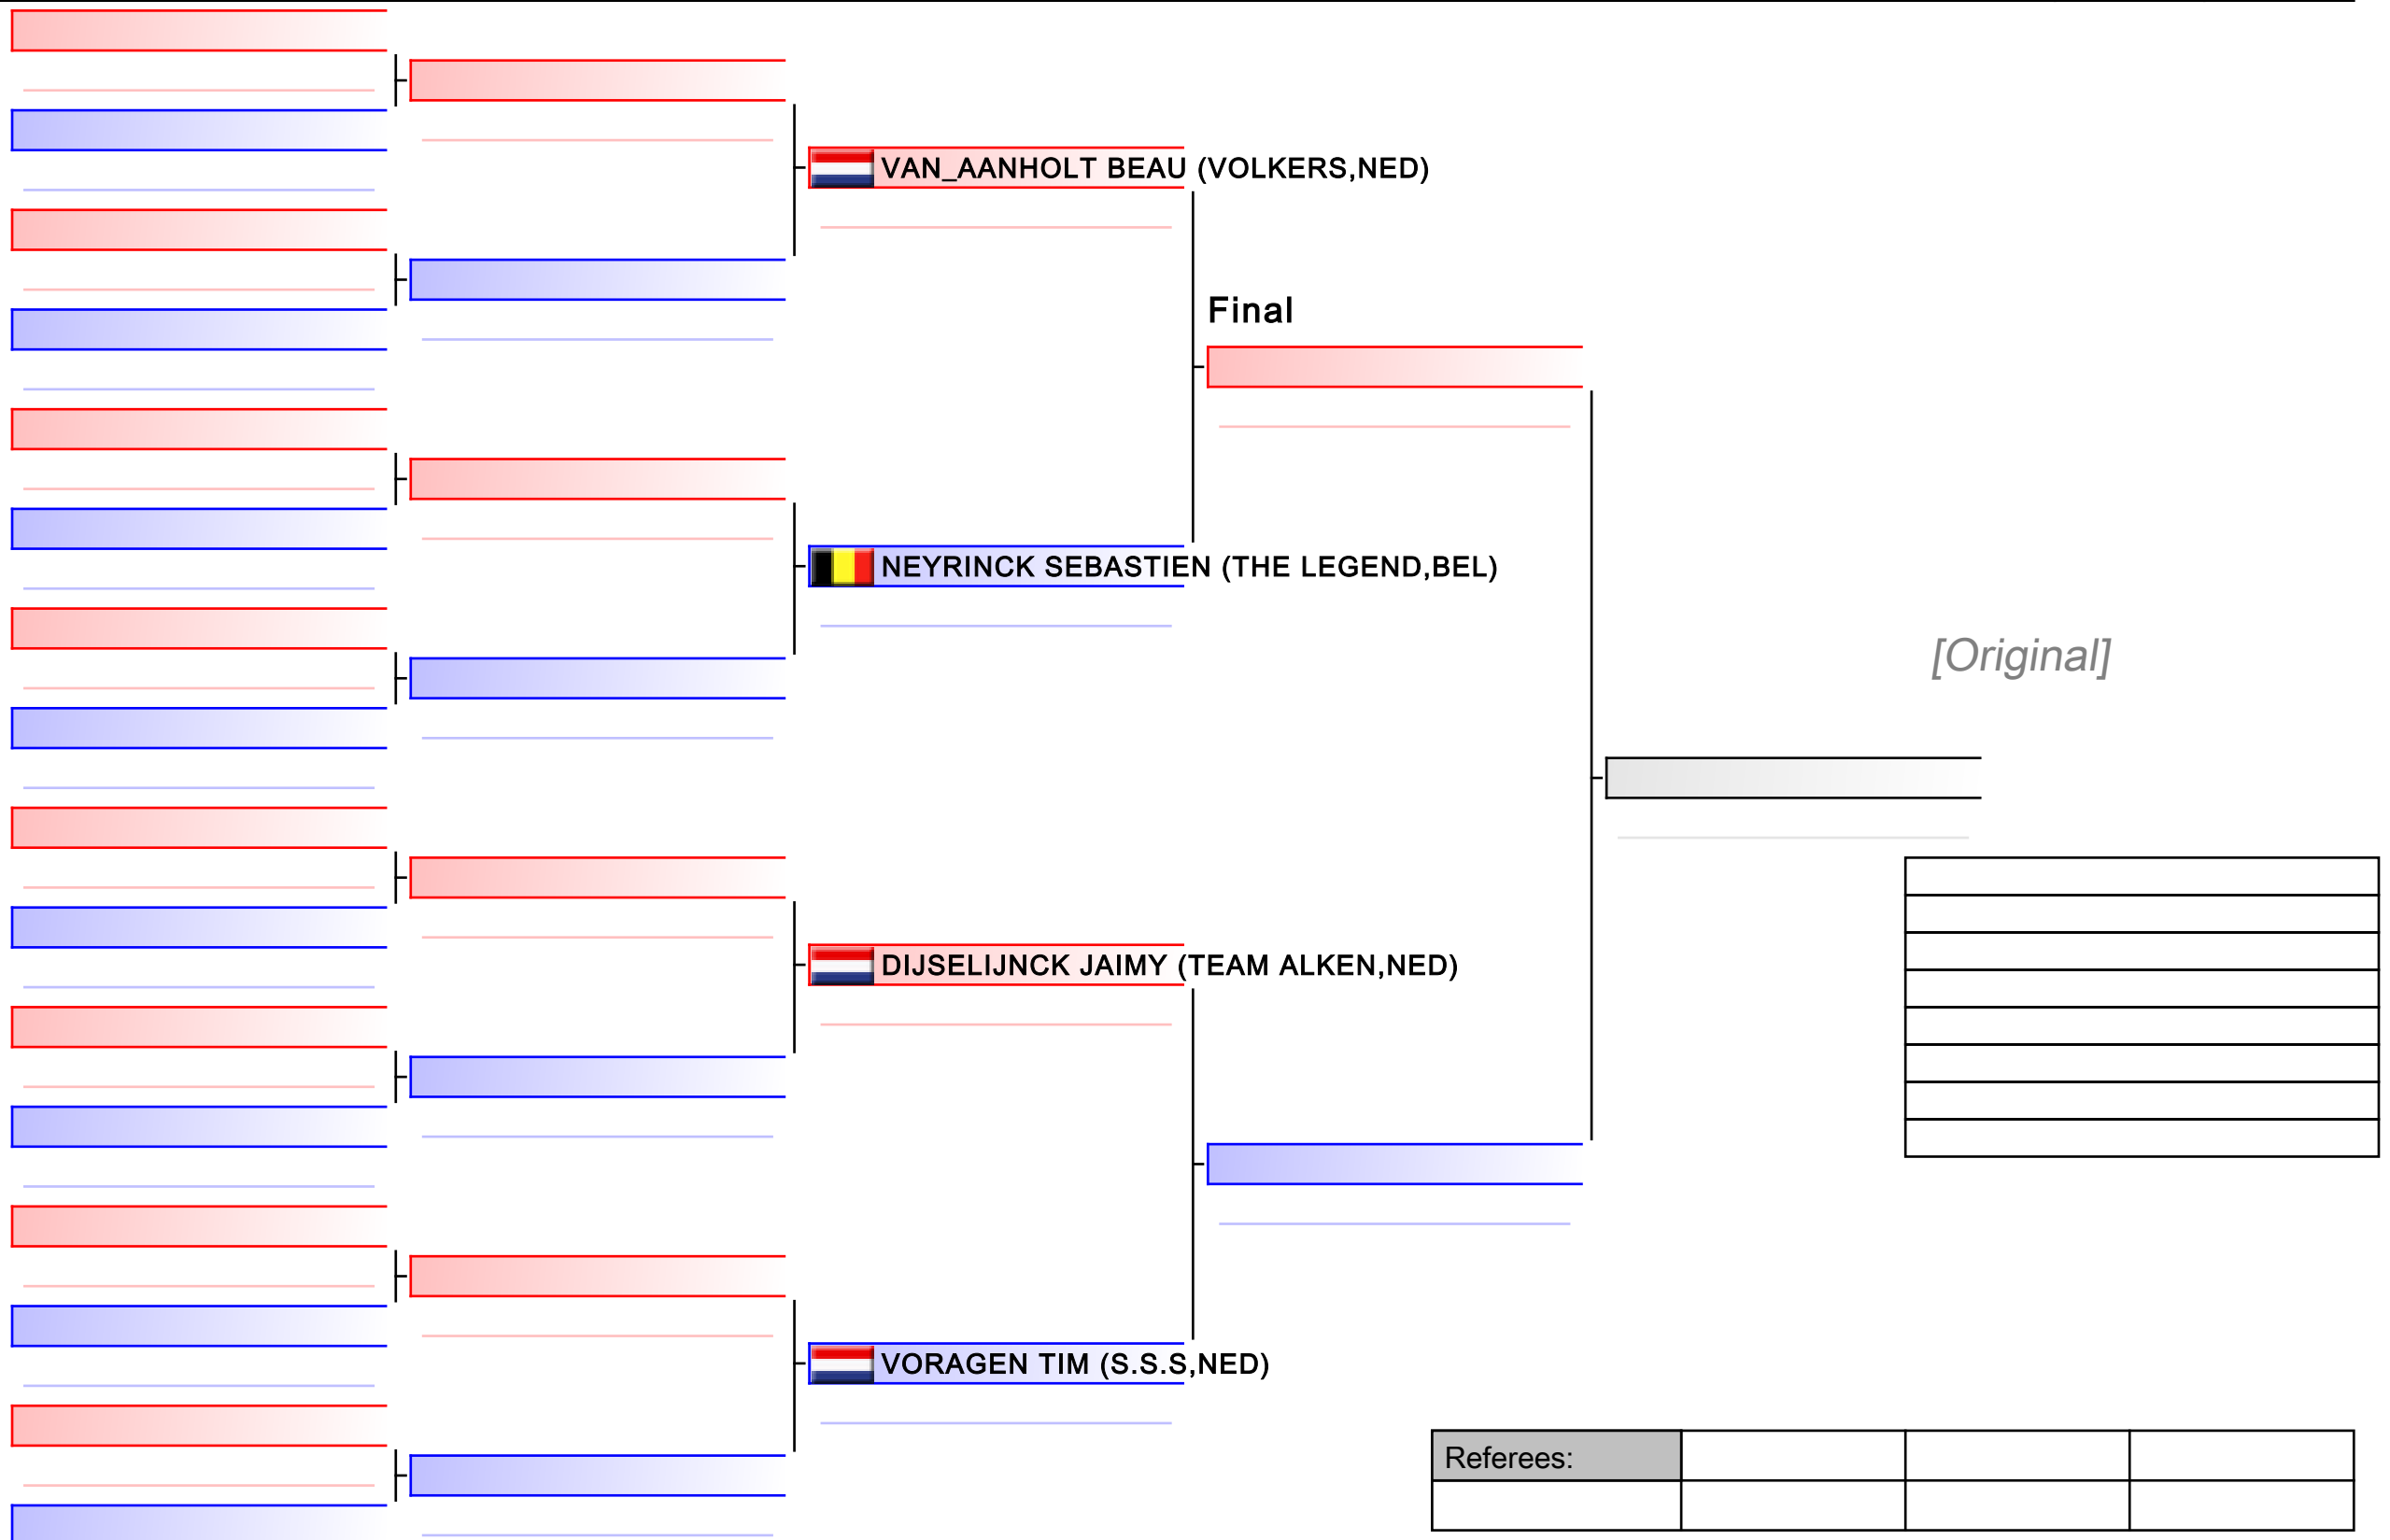 VAN_AANHOLT BEAU (VOLKERS,NED)
Final
NEYRINCK SEBASTIEN (THE LEGEND,BEL)
[Original]
DIJSELIJNCK JAIMY (TEAM ALKEN,NED)
VORAGEN TIM (S.S.S,NED)
Referees: